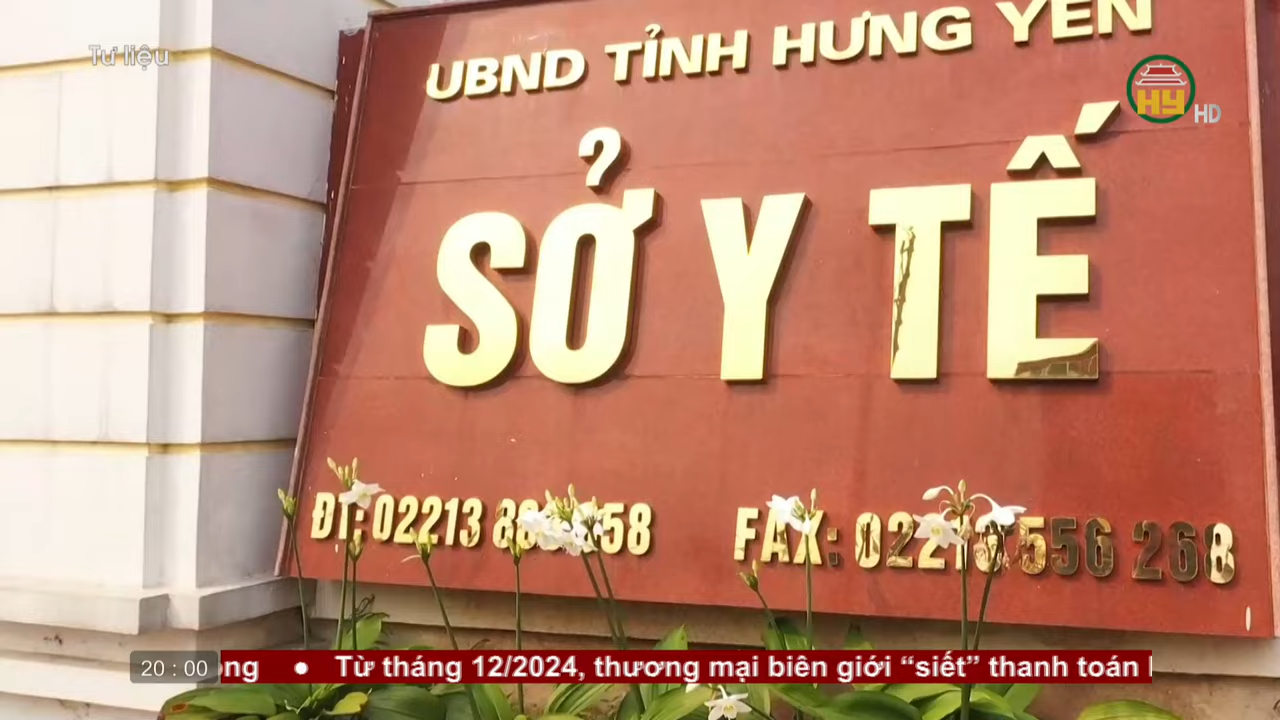 Tư liệu
UBND TỈNH HƯNG YÊN
HY HD
SỞ Y TẾ
ĐT: 02213
FAX: 02213 556 268
20 : 00
Từ tháng 12/2024, thương mại biên giới “siết” thanh toán